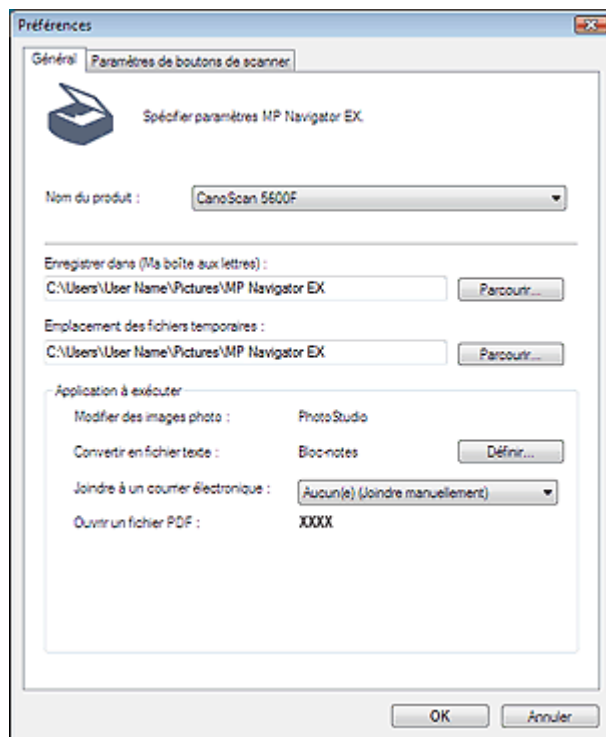 Préférences
Général Paramètres de boutons de scanner
Spécifier paramètres MP Navigator EX.
Nom du produit : CanoScan 5600F
Enregistrer dans (Ma boîte aux lettres) :
C:\Users\User Name\Pictures\MP Navigator EX Parcourir...
Emplacement des fichiers temporaires :
C:\Users\User Name\Pictures\MP Navigator EX Parcourir...
Application à exécuter
Modifier des images photo : PhotoStudio
Convertir en fichier texte : Bloc-notes Définir...
Joindre à un courrier électronique : Aucun(e) (Joindre manuellement)
Ouvrir un fichier PDF : XXXX
OK Annuler